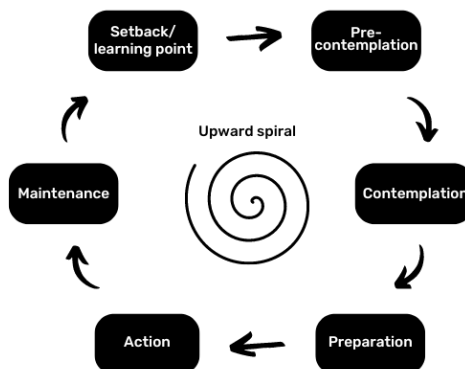 Setback/
learning point
Pre-
contemplation
Upward spiral
Maintenance
Contemplation
Action
Preparation